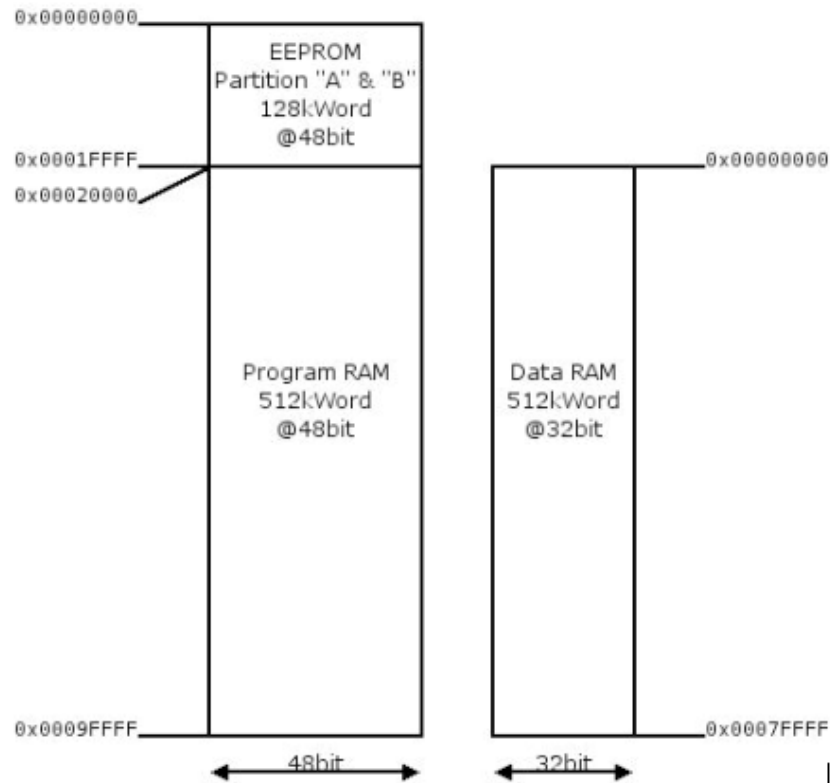 0x00000000
EEPROM
Partition "A" & "B"
128kWord
@48bit
0x0001FFFF
0x00020000
0x00000000
Program RAM
512kWord
@48bit
Data RAM
512kWord
@32bit
0x0009FFFF
0x0007FFFF
48bit
32bit